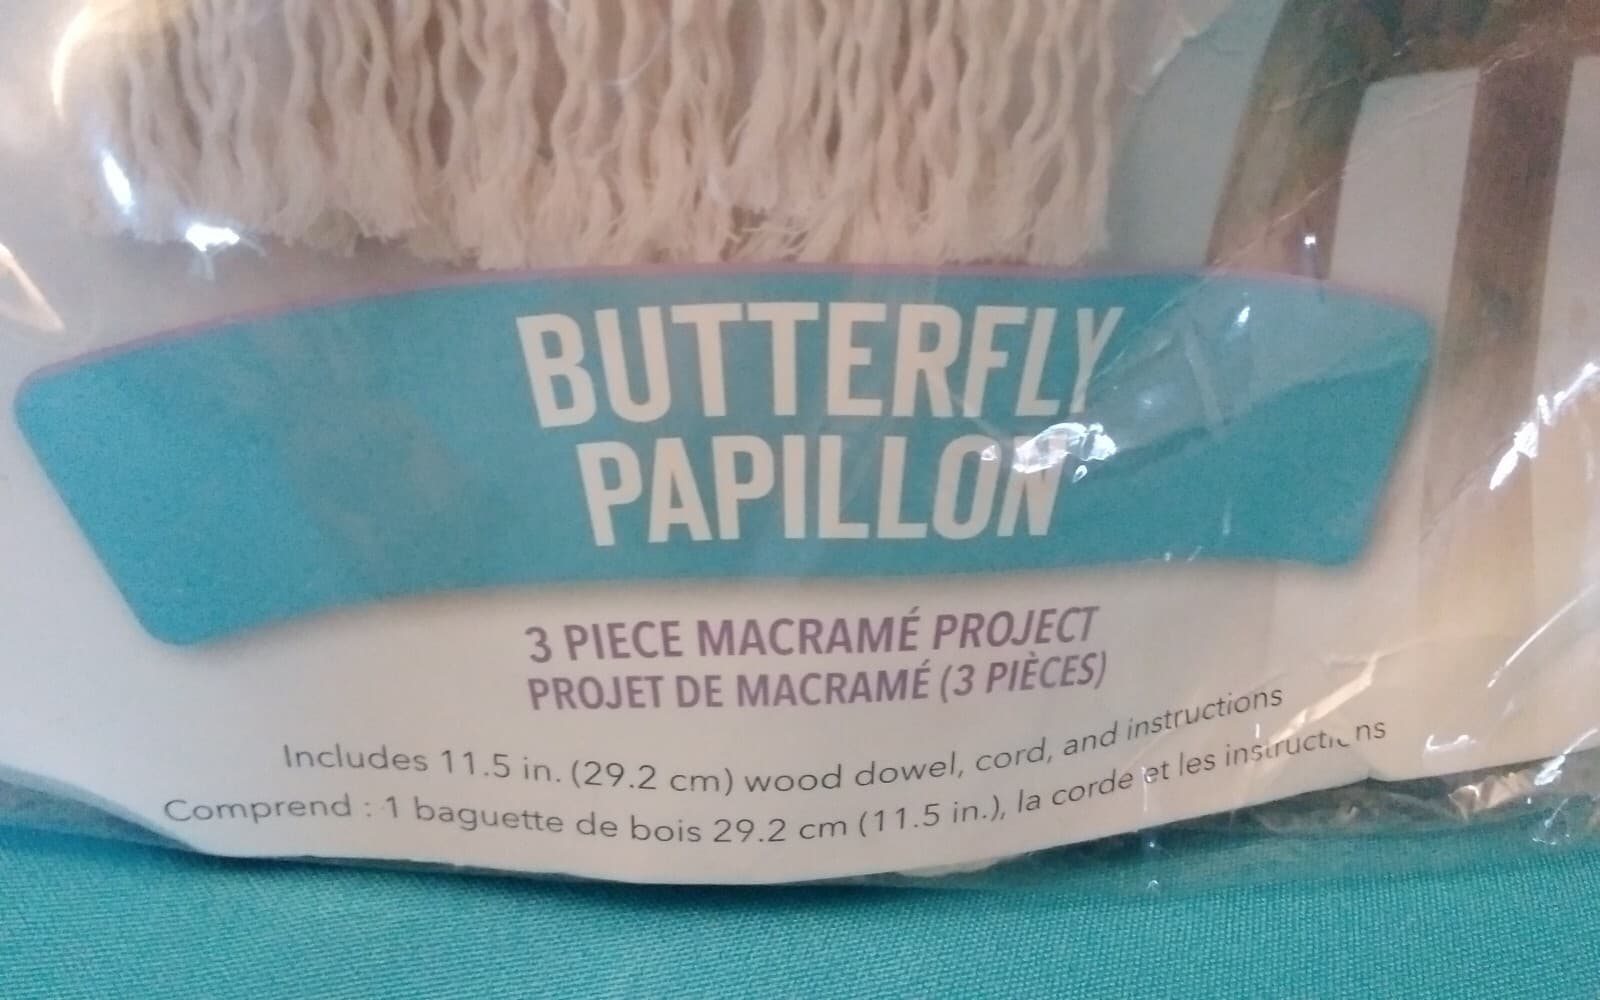 BUTTERFLY
PAPILLON
3 PIECE MACRAMÉ PROJECT
PROJET DE MACRAMÉ (3 PIÈCES)
Includes 11.5 in. (29.2 cm) wood dowel, cord, and instructions
Comprend : 1 baguette de bois 29.2 cm (11.5 in.), la corde et les instructions